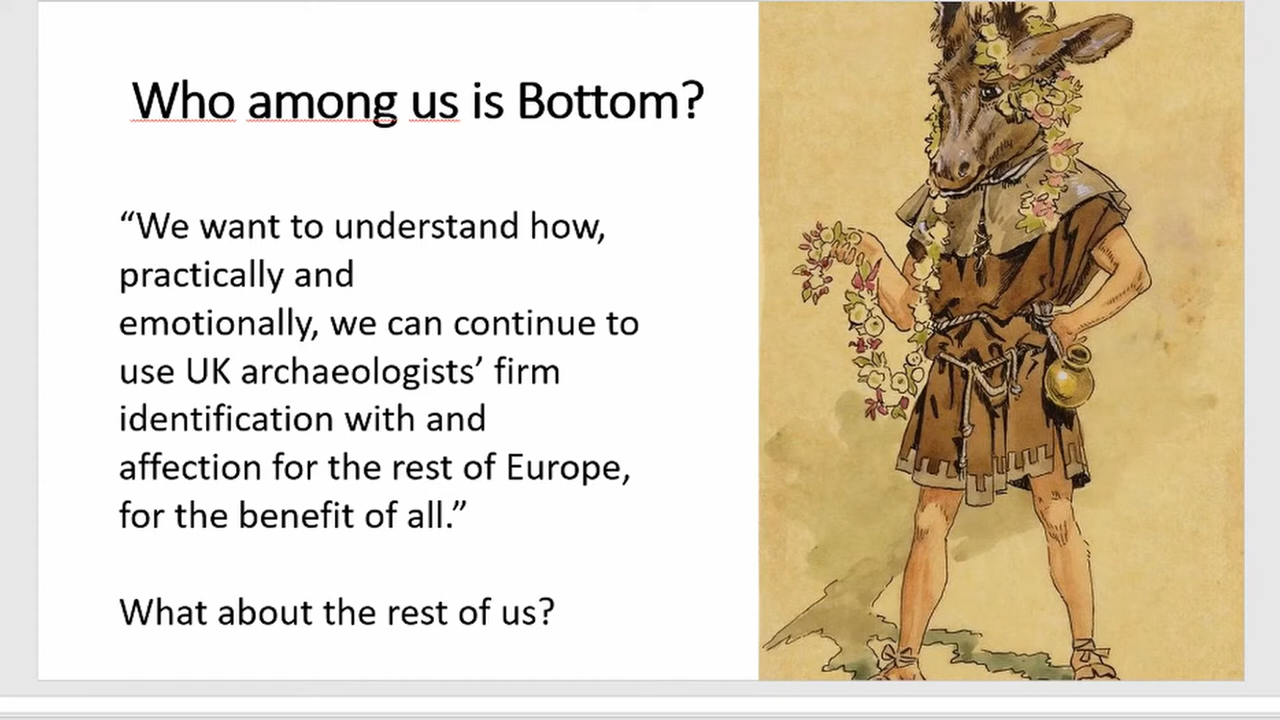 Who among us is Bottom?
“We want to understand how,
practically and
emotionally, we can continue to
use UK archaeologists’ firm
identification with and
affection for the rest of Europe,
for the benefit of all.”
What about the rest of us?